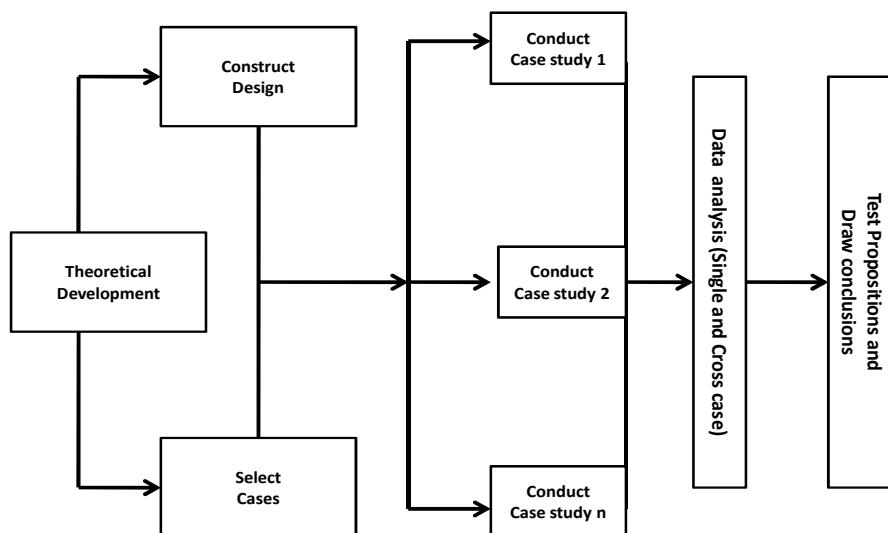 Construct
Design
Theoretical
Development
Select
Cases
Conduct
Case study 1
Conduct
Case study 2
Conduct
Case study n
Data analysis (Single and Cross case)
Test Propositions and
Draw conclusions